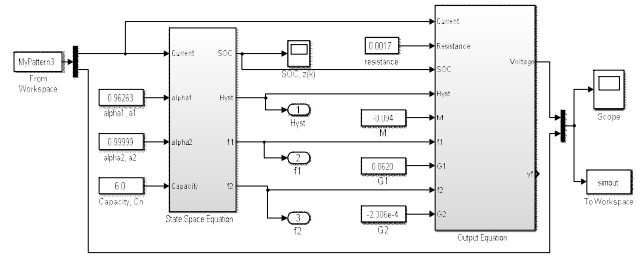 MyPattern3
From
Workspace
0.96263
alpha1, a1
0.99999
alpha2, a2
6.0
Capacity, Cn
Current
alpha1
alpha2
Capacity
SOC
Hyst
f1
f2
State Space Equation
SOC, z(k)
1
Hyst
2
f1
3
f2
0.0017
resistance
-0.094
M
0.0620
G1
-2.306e-4
G2
Current
Resistance
SOC
Hyst
M
f1
G1
f2
G2
Voltage
yf
Output Equation
Scope
simout
To Workspace